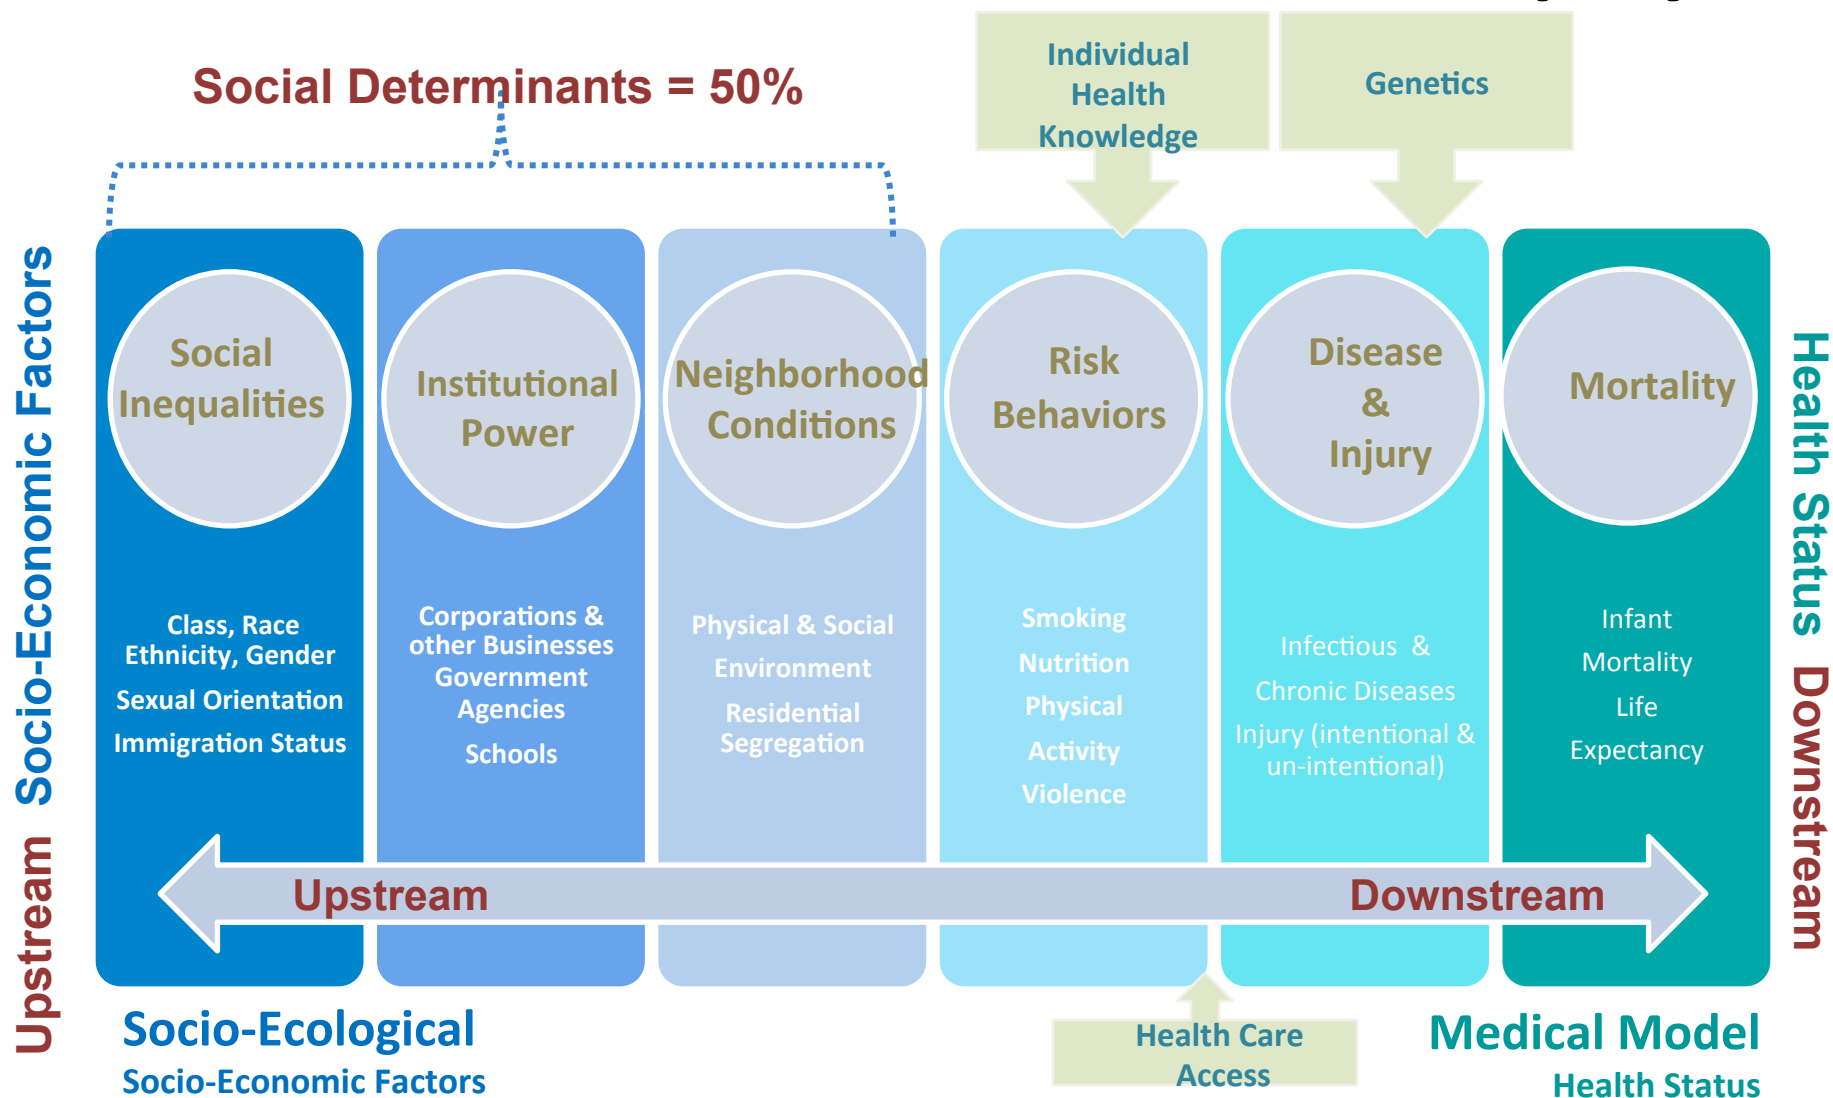 Social Determinants = 50%
Individual
Health
Knowledge
Genetics
Upstream Socio-Economic Factors
Social
Inequalities
Class, Race
Ethnicity, Gender
Sexual Orientation
Immigration Status
Institutional
Power
Corporations &
other Businesses
Government
Agencies
Schools
Neighborhood
Conditions
Physical & Social
Environment
Residential
Segregation
Risk
Behaviors
Smoking
Nutrition
Physical
Activity
Violence
Disease
&
Injury
Infectious &
Chronic Diseases
Injury (intentional &
un-intentional)
Mortality
Infant
Mortality
Life
Expectancy
Health Status Downstream
Upstream
Downstream
Socio-Ecological
Socio-Economic Factors
Health Care
Access
Medical Model
Health Status